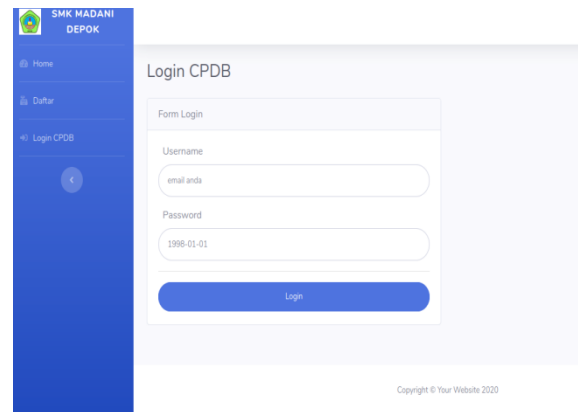 SMK MADANI
DEPOK
Home
Daftar
Login CPDB
Login CPDB
Form Login
Username
email anda
Password
1998-01-01
Login
Copyright © Your Website 2020